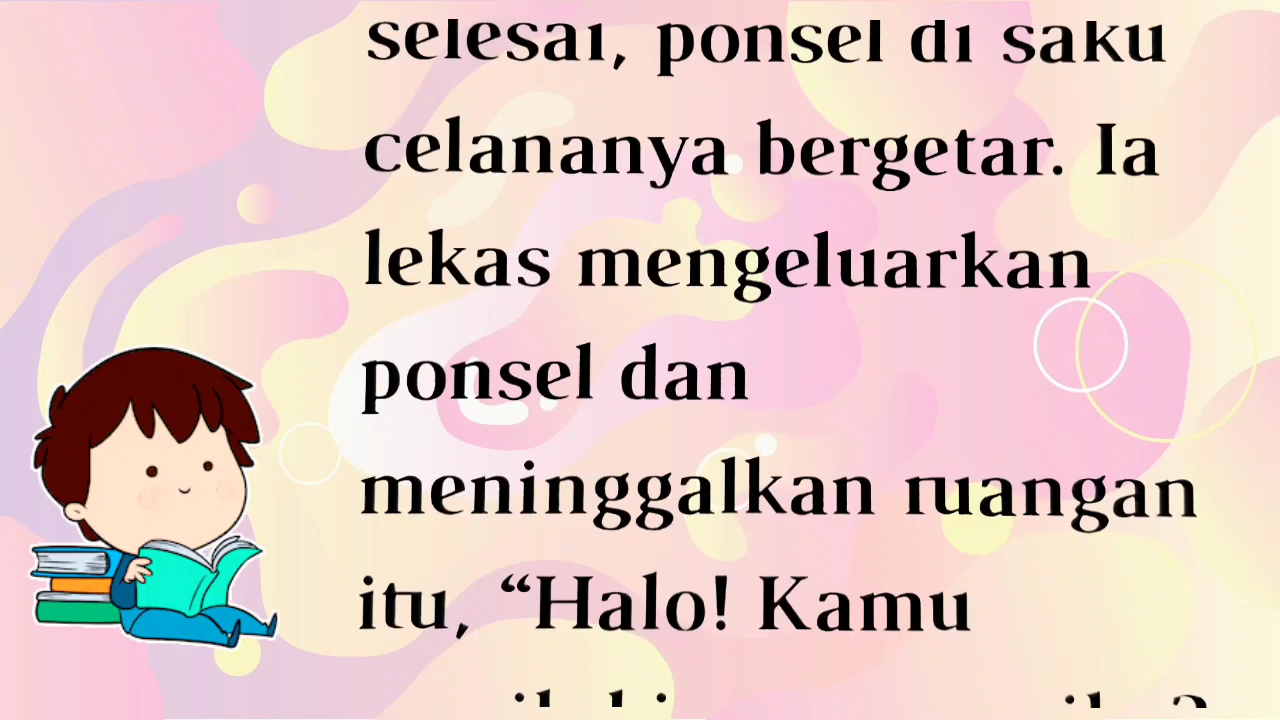 selesai, ponsel di saku
celananya bergetar. Ia
lekas mengeluarkan
ponsel dan
meninggalkan ruangan
itu, “Halo! Kamu